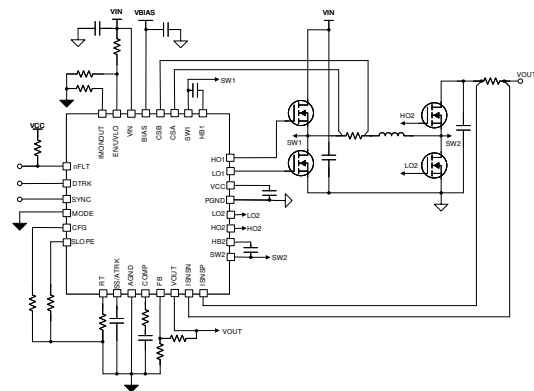 VIN
VBIAS
VIN
SW1
VOUT
VCC
IMONOUT
EN/UVLO
VIN
BIAS
CSB
CSA
SW1
HB1
HO2
SW1
SW2
LO2
nFLT
DTRK
SYNC
MODE
CFG
SLOPE
HO1
LO1
VCC
PGND
LO2
LO2
HO2
HO2
HB2
SW2
SW2
RT
SS/ATRK
AGND
COMP
FB
VOUT
ISNSN
ISNSP
VOUT